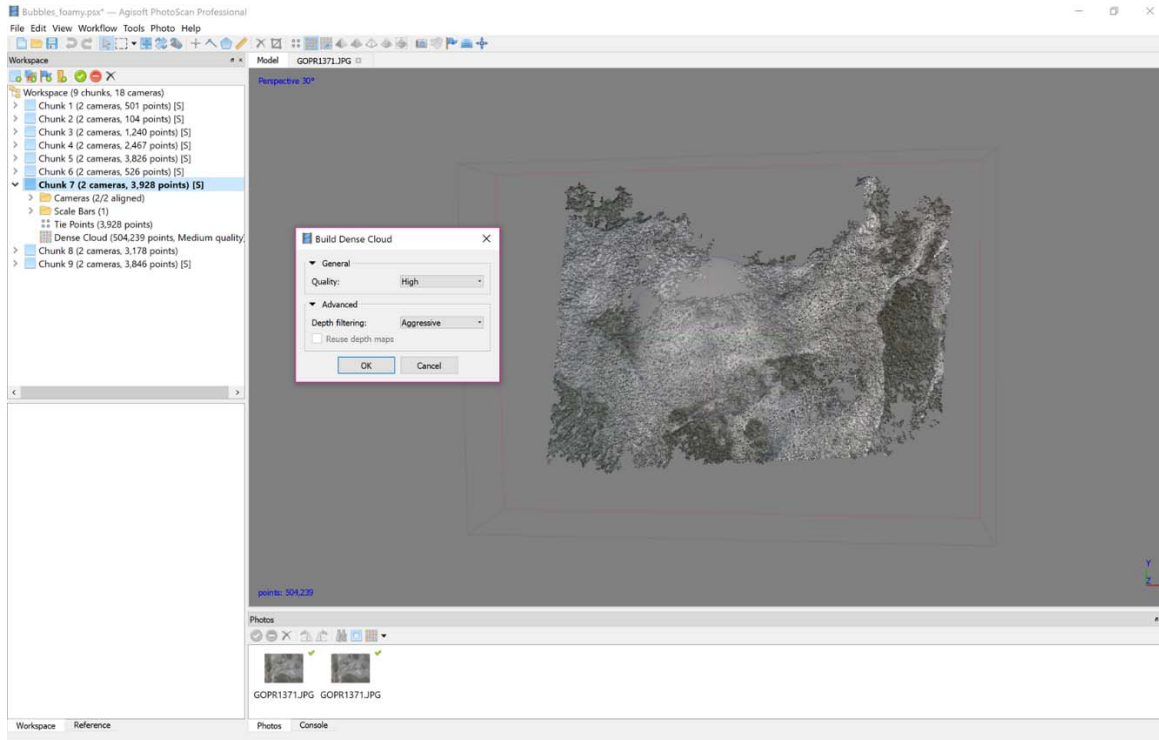 Bubbles_foamy.psx* — Agisoft PhotoScan Professional
File Edit View Workflow Tools Photo Help
Workspace
Workspace (9 chunks, 18 cameras)
Chunk 1 (2 cameras, 501 points) [S]
Chunk 2 (2 cameras, 104 points) [S]
Chunk 3 (2 cameras, 1,240 points) [S]
Chunk 4 (2 cameras, 2,467 points) [S]
Chunk 5 (2 cameras, 3,826 points) [S]
Chunk 6 (2 cameras, 526 points) [S]
Chunk 7 (2 cameras, 3,928 points) [S]
Cameras (2/2 aligned)
Scale Bars (1)
Tie Points (3,928 points)
Dense Cloud (504,239 points, Medium quality)
Chunk 8 (2 cameras, 3,178 points)
Chunk 9 (2 cameras, 3,846 points) [S]
Workspace Reference
Model GOPR1371.JPG
Perspective 30°
Build Dense Cloud
General
Quality: High
Advanced
Depth filtering: Aggressive
Reuse depth maps
OK Cancel
Y
Z
points: 504,239
Photos
GOPR1371.JPG GOPR1371.JPG
Photos Console